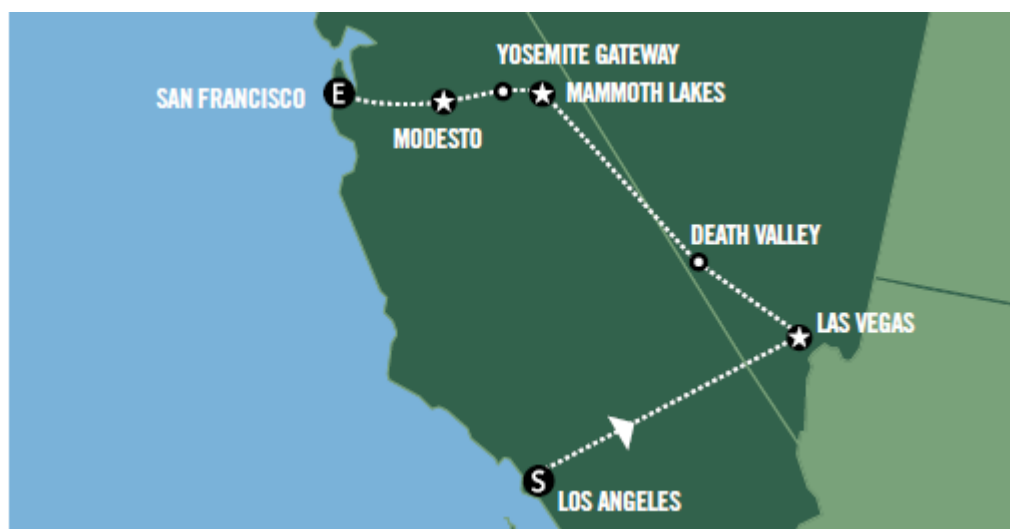 YOSEMITE GATEWAY
SAN FRANCISCO
E
MAMMOTH LAKES
MODESTO
DEATH VALLEY
LAS VEGAS
S
LOS ANGELES